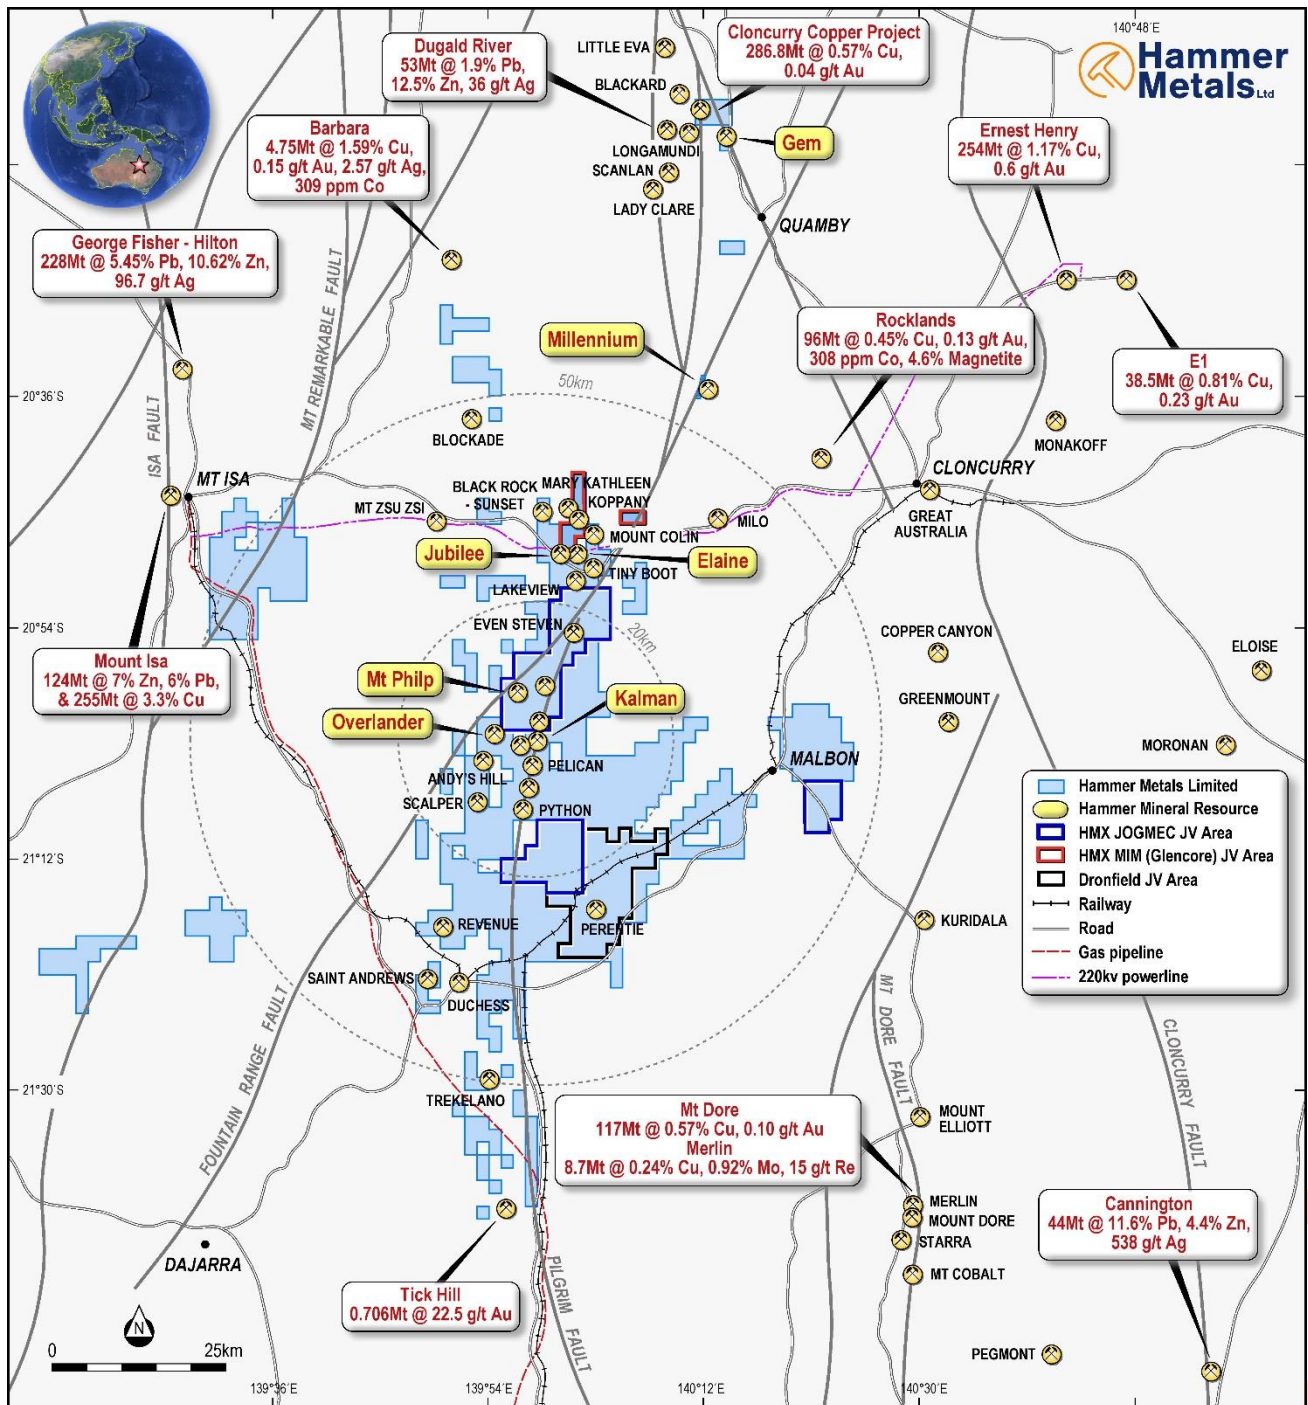 140°48´E
Hammer
Metals Ltd
Dugald River
53Mt @ 1.9% Pb,
12.5% Zn, 36 g/t Ag
LITTLE EVA
Cloncurry Copper Project
286.8Mt @ 0.57% Cu,
0.04 g/t Au
BLACKARD
Barbara
4.75Mt @ 1.59% Cu,
0.15 g/t Au, 2.57 g/t Ag,
309 ppm Co
LONGAMUNDI
Gem
Ernest Henry
254Mt @ 1.17% Cu,
0.6 g/t Au
SCANLAN
LADY CLARE
QUAMBY
George Fisher - Hilton
228Mt @ 5.45% Pb, 10.62% Zn,
96.7 g/t Ag
MT REMARKABLE FAULT
Rocklands
96Mt @ 0.45% Cu, 0.13 g/t Au,
308 ppm Co, 4.6% Magnetite
Millennium
E1
38.5Mt @ 0.81% Cu,
0.23 g/t Au
50km
20°36´S
ISA FAULT
BLOCKADE
MONAKOFF
MT ISA
CLONCURRY
BLACK ROCK
- SUNSET
MARY KATHLEEN
KOPPANY
MT ZSU ZSI
MILO
GREAT
AUSTRALIA
MOUNT COLIN
Jubilee
Elaine
TINY BOOT
LAKEVIEW
20°54´S
EVEN STEVEN
20km
COPPER CANYON
ELOISE
Mount Isa
124Mt @ 7% Zn, 6% Pb,
& 255Mt @ 3.3% Cu
Mt Philp
Kalman
GREENMOUNT
Overlander
MORONAN
PELICAN
MALBON
ANDY'S HILL
SCALPER
PYTHON
Hammer Metals Limited
Hammer Mineral Resource
HMX JOGMEC JV Area
HMX MIM (Glencore) JV Area
Dronfield JV Area
Railway
Road
Gas pipeline
220kv powerline
21°12´S
REVENUE
PERENTIE
KURIDALA
SAINT ANDREWS
DUCHESS
FOUNTAIN RANGE FAULT
MT DORE FAULT
CLONCURRY FAULT
21°30´S
TREKELANO
Mt Dore
117Mt @ 0.57% Cu, 0.10 g/t Au
Merlin
8.7Mt @ 0.24% Cu, 0.92% Mo, 15 g/t Re
MOUNT
ELLIOTT
MERLIN
MOUNT DORE
STARRA
MT COBALT
Cannington
44Mt @ 11.6% Pb, 4.4% Zn,
538 g/t Ag
DAJARRA
PILGRIM FAULT
Tick Hill
0.706Mt @ 22.5 g/t Au
N
0 25km
PEGMONT
139°36´E
139°54´E
140°12´E
140°30´E